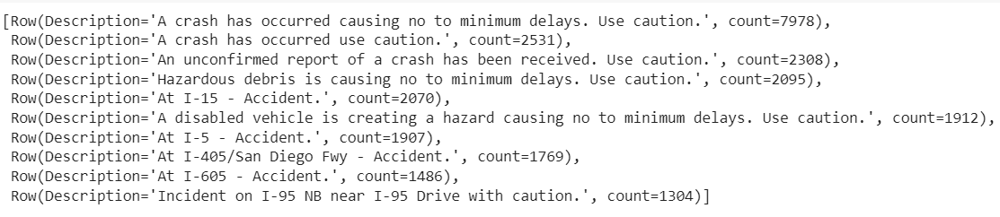 [Row(Description='A crash has occurred causing no to minimum delays. Use caution.', count=7978),
Row(Description='A crash has occurred use caution.', count=2531),
Row(Description='An unconfirmed report of a crash has been received. Use caution.', count=2308),
Row(Description='Hazardous debris is causing no to minimum delays. Use caution.', count=2095),
Row(Description='At I-15 - Accident.', count=2070),
Row(Description='A disabled vehicle is creating a hazard causing no to minimum delays. Use caution.', count=1912),
Row(Description='At I-5 - Accident.', count=1907),
Row(Description='At I-405/San Diego Fwy - Accident.', count=1769),
Row(Description='At I-605 - Accident.', count=1486),
Row(Description='Incident on I-95 NB near I-95 Drive with caution.', count=1304)]